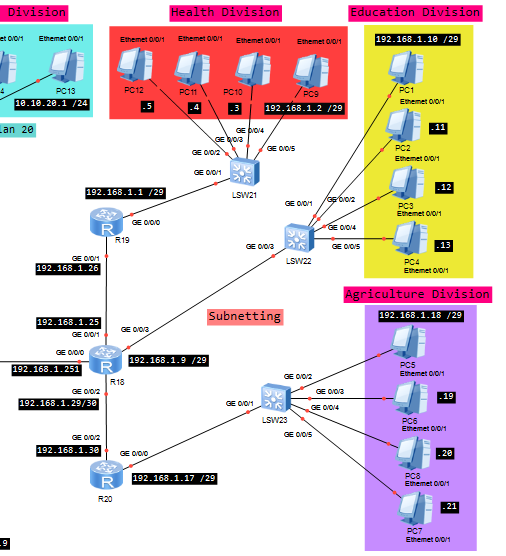 Division
Health Division
Education Division
et 0/0/1
Ethernet 0/0/1
Ethernet 0/0/1
Ethernet 0/0/1
Ethernet 0/0/1
Ethernet 0/0/1
192.168.1.10 /29
4
PC13
PC12
PC11
PC10
PC9
PC1
10.10.20.1 /24
.5
.4
.3
192.168.1.2 /29
Ethernet 0/0/1
.11
PC2
lan 20
GE 0/0/4
GE 0/0/3
GE 0/0/2
GE 0/0/5
Ethernet 0/0/1
GE 0/0/1
.12
192.168.1.1 /29
LSW21
PC3
GE 0/0/1
GE 0/0/2
Ethernet 0/0/1
GE 0/0/0
R19
GE 0/0/4
.13
GE 0/0/3
GE 0/0/5
LSW22
PC4
GE 0/0/1
Ethernet 0/0/1
192.168.1.26
Agriculture Division
Subnetting
192.168.1.18 /29
192.168.1.25
GE 0/0/1
GE 0/0/3
GE 0/0/0
192.168.1.9 /29
PC5
192.168.1.251
Ethernet 0/0/1
R18
GE 0/0/2
GE 0/0/2
GE 0/0/3
.19
192.168.1.29/30
GE 0/0/1
GE 0/0/4
LSW23
PC6
Ethernet 0/0/1
GE 0/0/5
GE 0/0/2
192.168.1.30
GE 0/0/0
.20
PC8
192.168.1.17 /29
Ethernet 0/0/1
R20
.21
PC7
Ethernet 0/0/1
.9